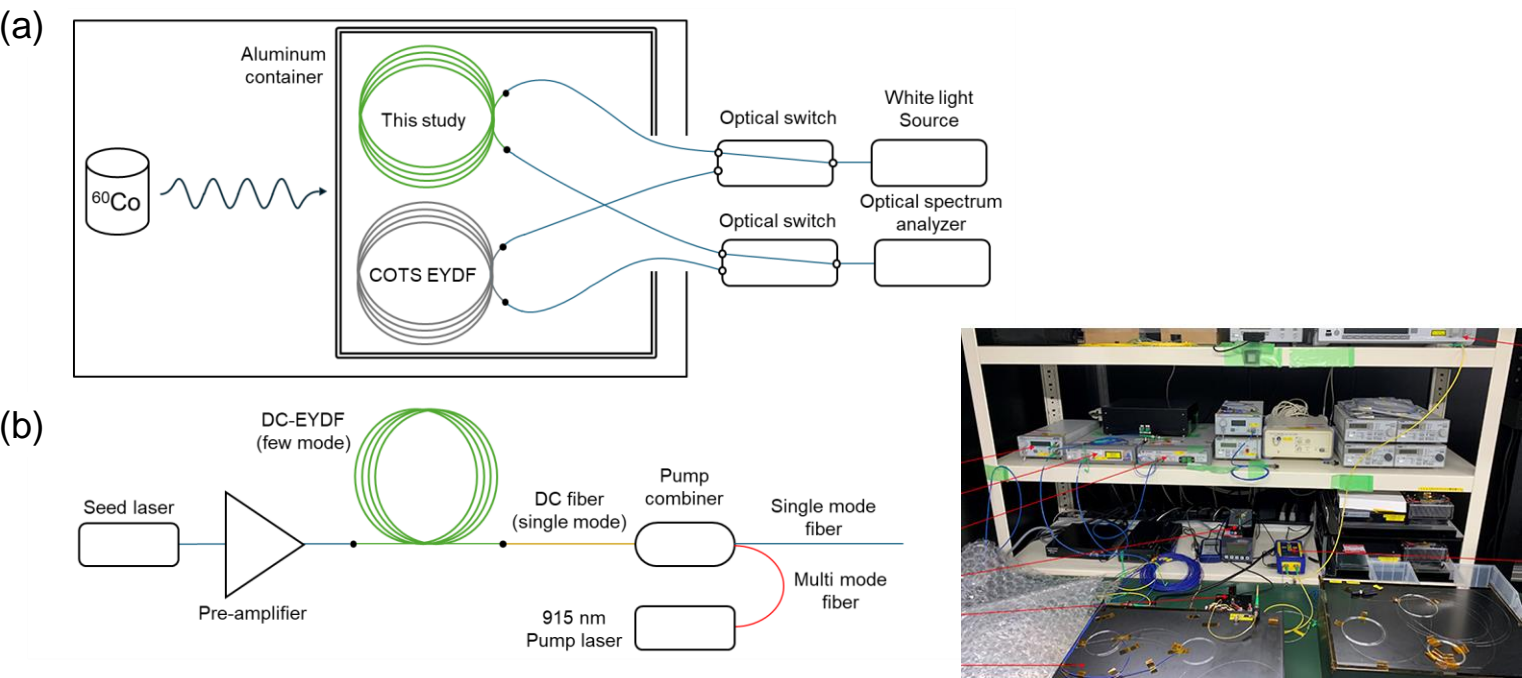 (a)
Aluminum
container
This study
60Co
COTS EYDF
Optical switch
White light
Source
Optical switch
Optical spectrum
analyzer
(b)
DC-EYDF
(few mode)
Seed laser
Pre-amplifier
DC fiber
(single mode)
Pump
combiner
Single mode
fiber
Multi mode
fiber
915 nm
Pump laser